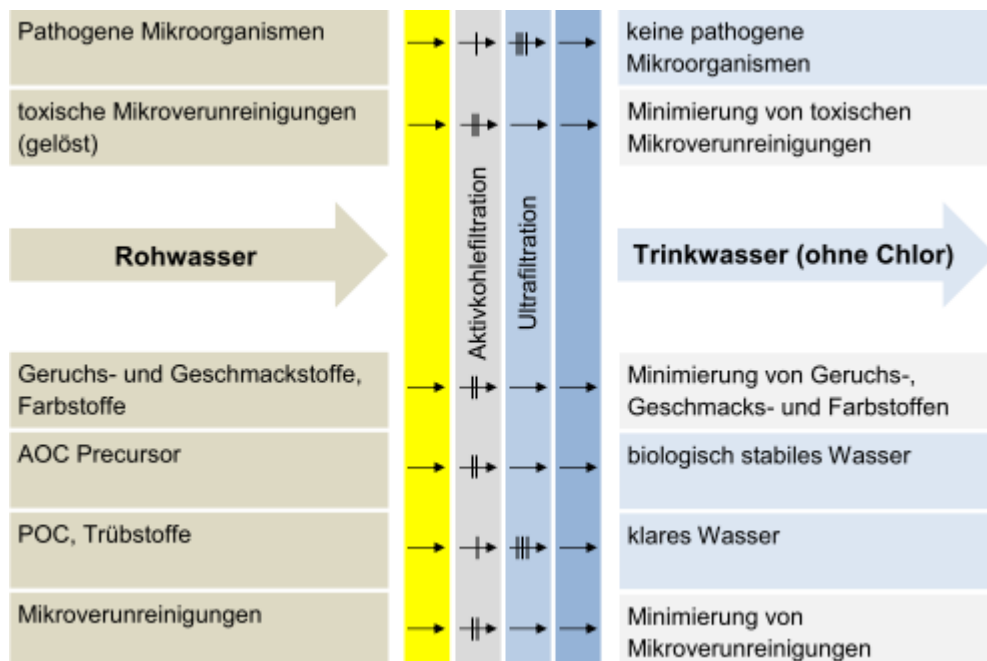 Pathogene Mikroorganismen
keine pathogene
Mikroorganismen
toxische Mikroverunreinigungen
(gelöst)
Minimierung von toxischen
Mikroverunreinigungen
Rohwasser
Aktivkohlefiltration
Ultrafiltration
Trinkwasser (ohne Chlor)
Geruchs- und Geschmackstoffe,
Farbstoffe
Minimierung von Geruchs-,
Geschmacks- und Farbstoffen
AOC Precursor
biologisch stabiles Wasser
POC, Trübstoffe
klares Wasser
Mikroverunreinigungen
Minimierung von
Mikroverunreinigungen